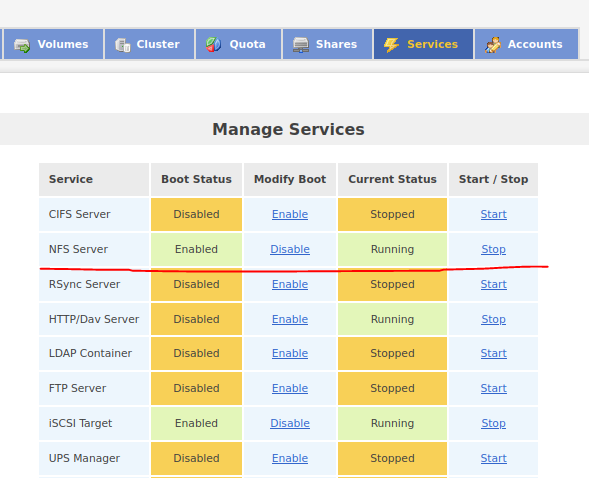 Volumes Cluster Quota Shares Services Accounts
Manage Services
Service Boot Status Modify Boot Current Status Start / Stop
CIFS Server Disabled Enable Stopped Start
NFS Server Enabled Disable Running Stop
RSync Server Disabled Enable Stopped Start
HTTP/Dav Server Disabled Enable Running Stop
LDAP Container Disabled Enable Stopped Start
FTP Server Disabled Enable Stopped Start
iSCSI Target Enabled Disable Running Stop
UPS Manager Disabled Enable Stopped Start